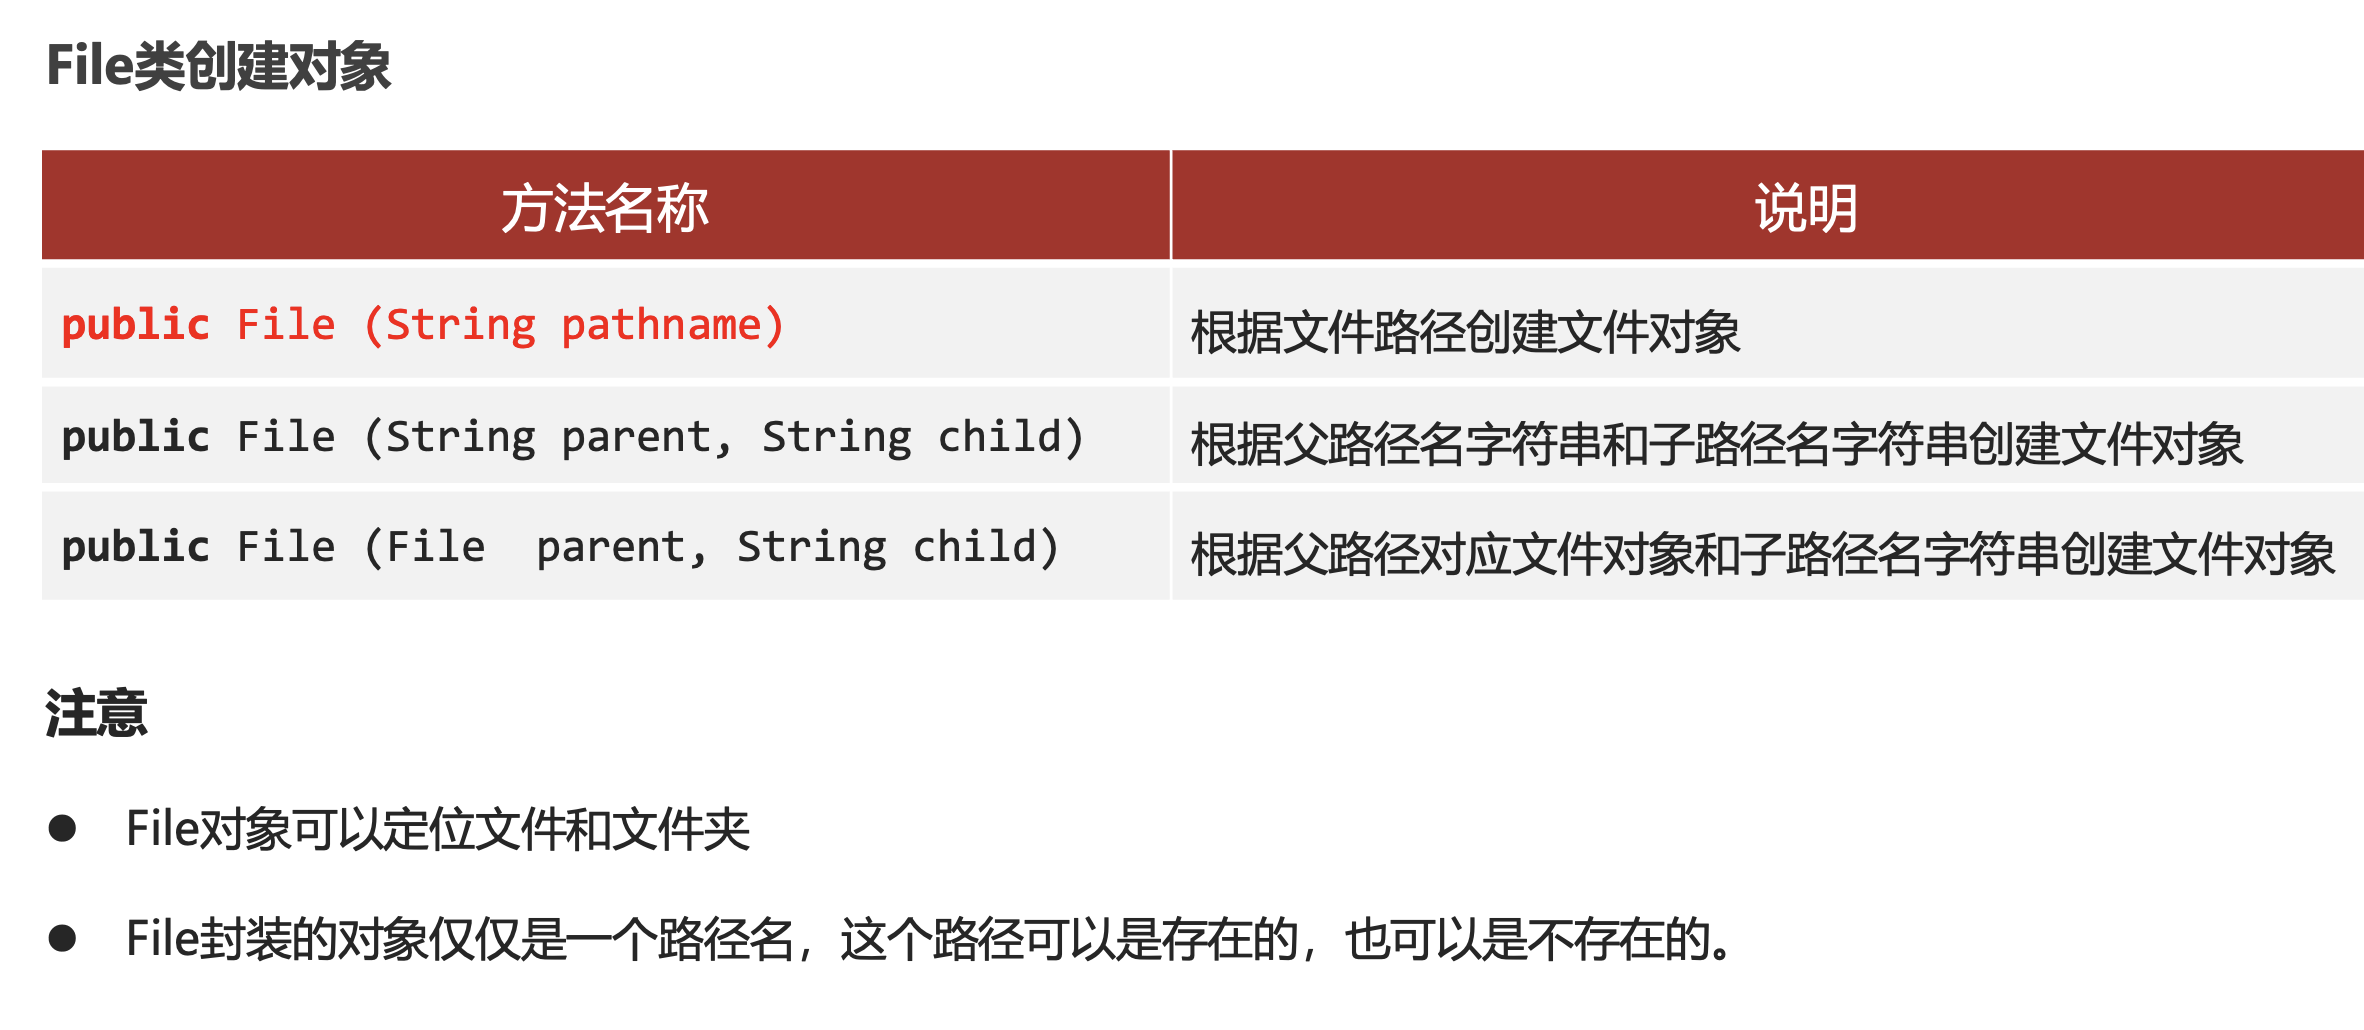 File类创建对象
方法名称 说明
public File (String pathname) 根据文件路径创建文件对象
public File (String parent, String child) 根据父路径名字符串和子路径名字符串创建文件对象
public File (File  parent, String child) 根据父路径对应文件对象和子路径名字符串创建文件对象
注意
● File对象可以定位文件和文件夹
● File封装的对象仅仅是一个路径名，这个路径可以是存在的，也可以是不存在的。